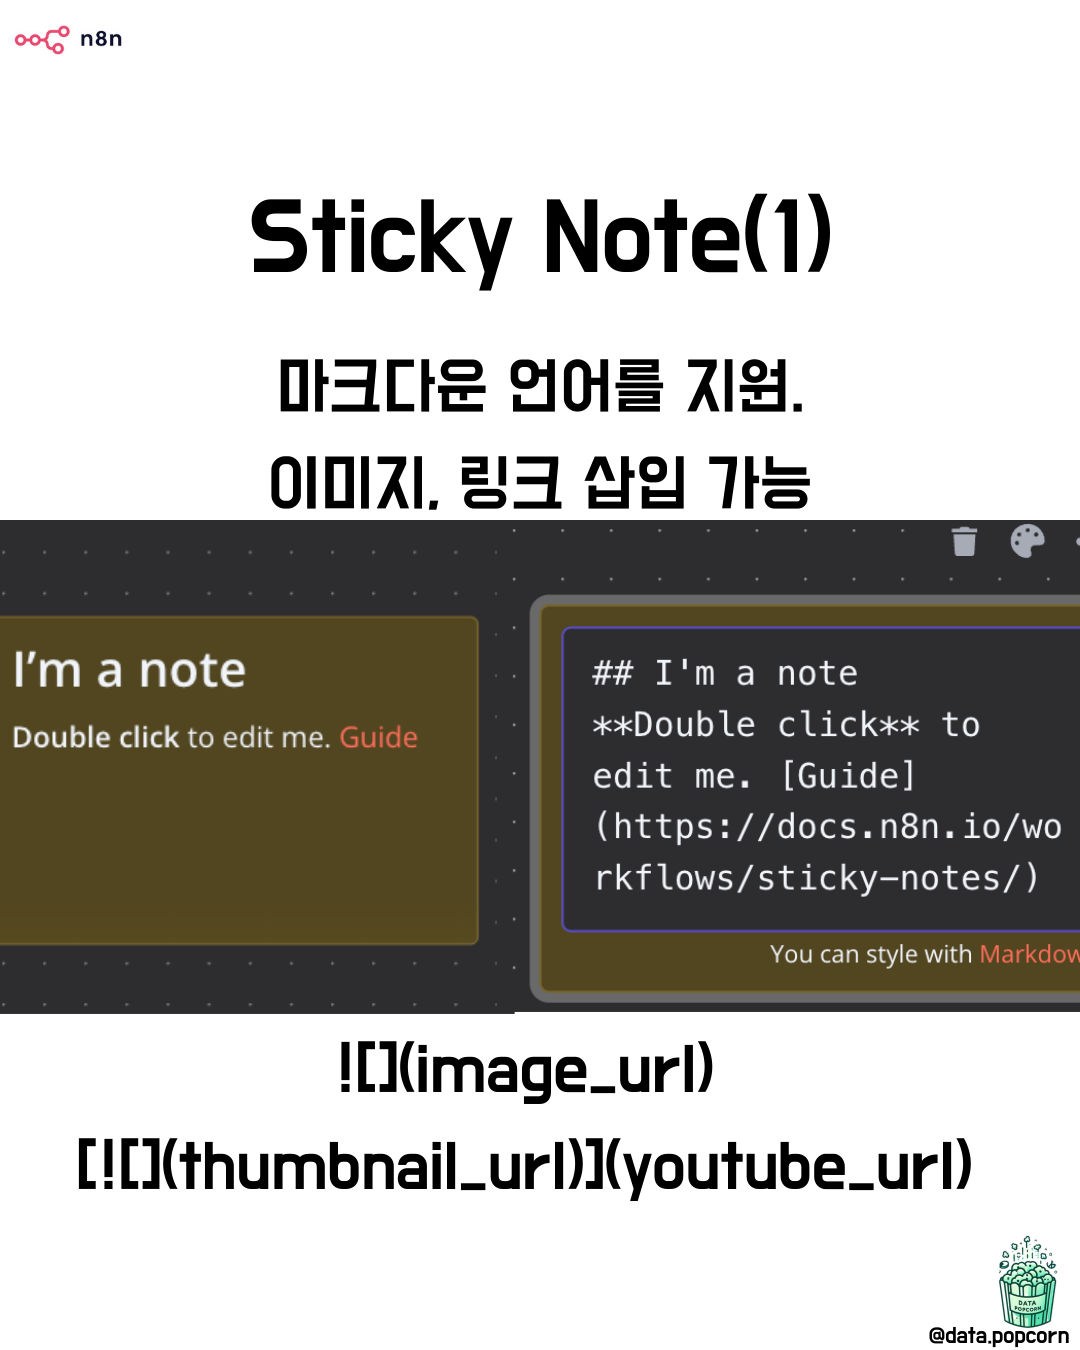 n8n
Sticky Note(1)
마크다운 언어를 지원.
이미지, 링크 삽입 가능
I'm a note
Double click to edit me. Guide
## I'm a note
**Double click** to
edit me. [Guide]
(https://docs.n8n.io/wo
rkflows/sticky-notes/)
You can style with Markdow
![](image_url)
[![](thumbnail_url)](youtube_url)
DATA
POPCORN
@data.popcorn